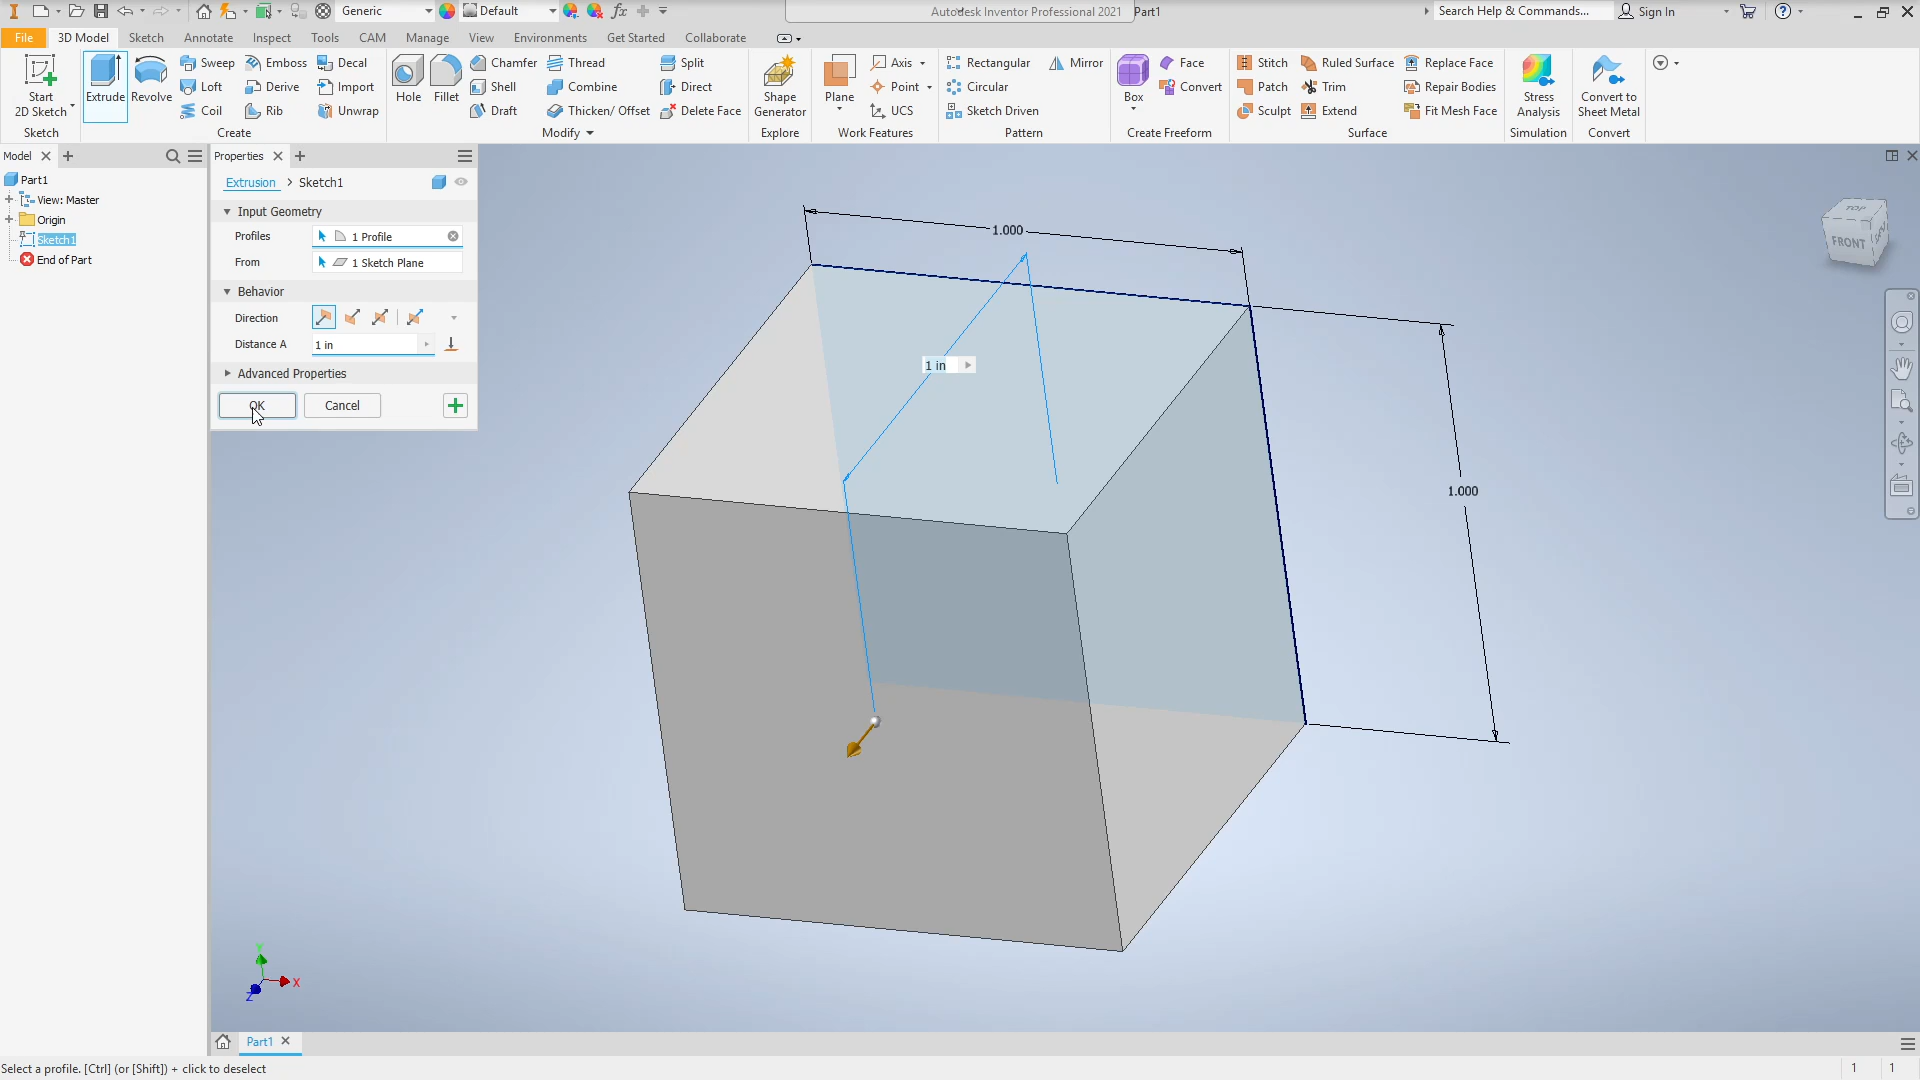 Generic
Default
Autodesk Inventor Professional 2021
Part1
Search Help & Commands...
Sign In
File
3D Model
Sketch
Annotate
Inspect
Tools
CAM
Manage
View
Environments
Get Started
Collaborate
Start
2D Sketch
Extrude
Revolve
Sweep
Loft
Coil
Emboss
Derive
Rib
Decal
Import
Unwrap
Hole
Fillet
Chamfer
Shell
Draft
Thread
Combine
Thicken/ Offset
Split
Direct
Delete Face
Shape
Generator
Plane
Axis
Point
UCS
Rectangular
Circular
Sketch Driven
Mirror
Box
Face
Convert
Stitch
Patch
Sculpt
Ruled Surface
Trim
Extend
Replace Face
Repair Bodies
Fit Mesh Face
Stress
Analysis
Convert to
Sheet Metal
Sketch
Create
Modify
Explore
Work Features
Pattern
Create Freeform
Surface
Simulation
Convert
Model
Part1
View: Master
Origin
Sketch1
End of Part
Properties
Extrusion > Sketch1
Input Geometry
Profiles
1 Profile
From
1 Sketch Plane
Behavior
Direction
Distance A
1 in
Advanced Properties
OK
Cancel
1.000
1 in
1.000
TOP
FRONT
Y
X
Z
Part1
Select a profile. [Ctrl] (or [Shift]) + click to deselect
1
1